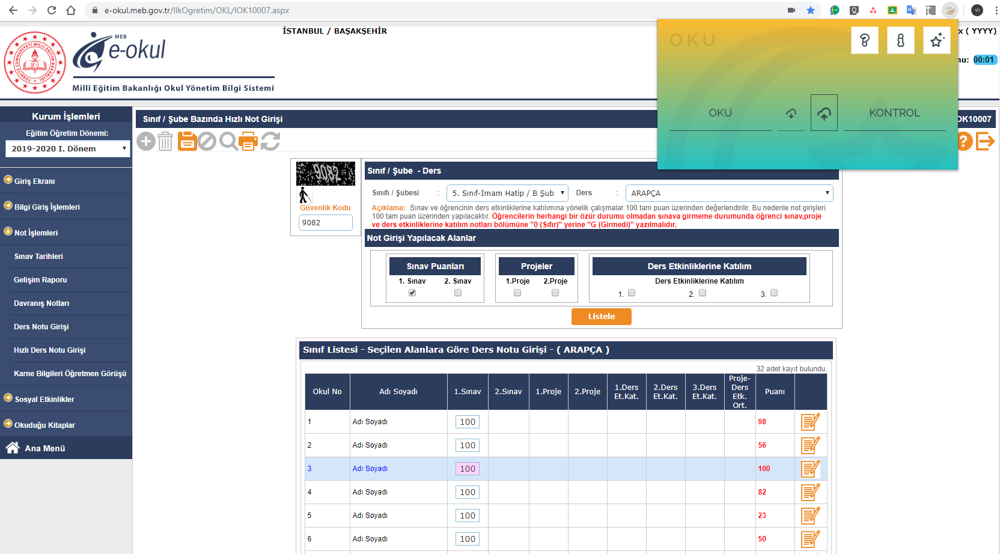 e-okul.meb.gov.tr/IlkOgretim/OKL/IOK10007.aspx
İSTANBUL / BAŞAKŞEHİR
x ( YYYY)
MEB
e-okul
Millî Eğitim Bakanlığı Okul Yönetim Bilgi Sistemi
nu: 00:01
OKU
OKU
KONTROL
Kurum İşlemleri
Eğitim Öğretim Dönemi:
2019-2020 I. Dönem
Giriş Ekranı
Bilgi Giriş İşlemleri
Not İşlemleri
Sınav Tarihleri
Gelişim Raporu
Davranış Notları
Ders Notu Girişi
Hızlı Ders Notu Girişi
Karne Bilgileri Öğretmen Görüşü
Sosyal Etkinlikler
Okuduğu Kitaplar
Ana Menü
Sınıf / Şube Bazında Hızlı Not Girişi
OK10007
9082
Güvenlik Kodu
9082
Sınıf / Şube - Ders
Sınıfı / Şubesi : 5. Sınıf-İmam Hatip / B Şub Ders : ARAPÇA
Açıklama: Sınav ve öğrencinin ders etkinliklerine katılımına yönelik çalışmalar 100 tam puan üzerinden değerlendirilir. Bu nedenle not girişleri
100 tam puan üzerinden yapılacaktır. Öğrencilerin herhangi bir özür durumu olmadan sınava girmeme durumunda öğrenci sınav,proje
ve ders etkinliklerine katılım notları bölümüne "0 (Sıfır)" yerine "G (Girmedi)" yazılmalıdır.
Not Girişi Yapılacak Alanlar
Sınav Puanları
1. Sınav 2. Sınav
Projeler
1.Proje 2.Proje
Ders Etkinliklerine Katılım
Ders Etkinliklerine Katılım
1. 2. 3.
Listele
Sınıf Listesi - Seçilen Alanlara Göre Ders Notu Girişi - ( ARAPÇA )
32 adet kayıt bulundu.
Okul No Adı Soyadı 1.Sınav 2.Sınav 1.Proje 2.Proje 1.Ders Et.Kat. 2.Ders Et.Kat. 3.Ders Et.Kat. Proje-Ders Etk. Ort. Puanı
1 Adı Soyadı 100 98
2 Adı Soyadı 100 56
3 Adı Soyadı 100 100
4 Adı Soyadı 100 82
5 Adı Soyadı 100 23
6 Adı Soyadı 100 50